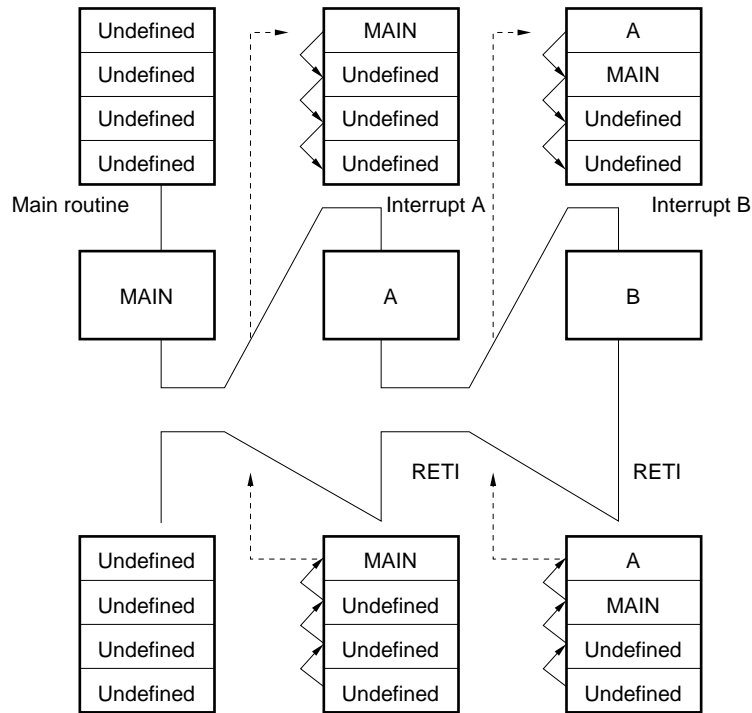 Undefined MAIN A
Undefined Undefined MAIN
Undefined Undefined Undefined
Undefined Undefined Undefined
Main routine Interrupt A Interrupt B
MAIN A B
RETI RETI
Undefined MAIN A
Undefined Undefined MAIN
Undefined Undefined Undefined
Undefined Undefined Undefined